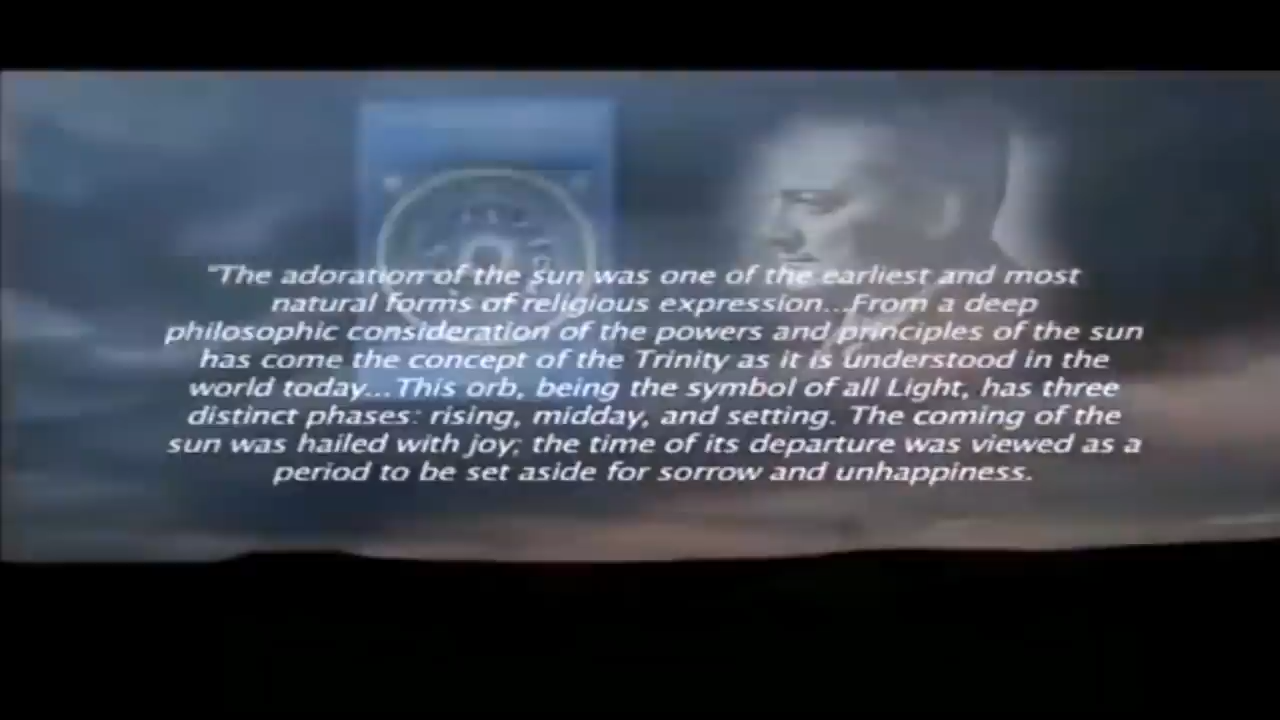 "The adoration of the sun was one of the earliest and most
natural forms of religious expression...From a deep
philosophic consideration of the powers and principles of the sun
has come the concept of the Trinity as it is understood in the
world today...This orb, being the symbol of all Light, has three
distinct phases: rising, midday, and setting. The coming of the
sun was hailed with joy; the time of its departure was viewed as a
period to be set aside for sorrow and unhappiness.